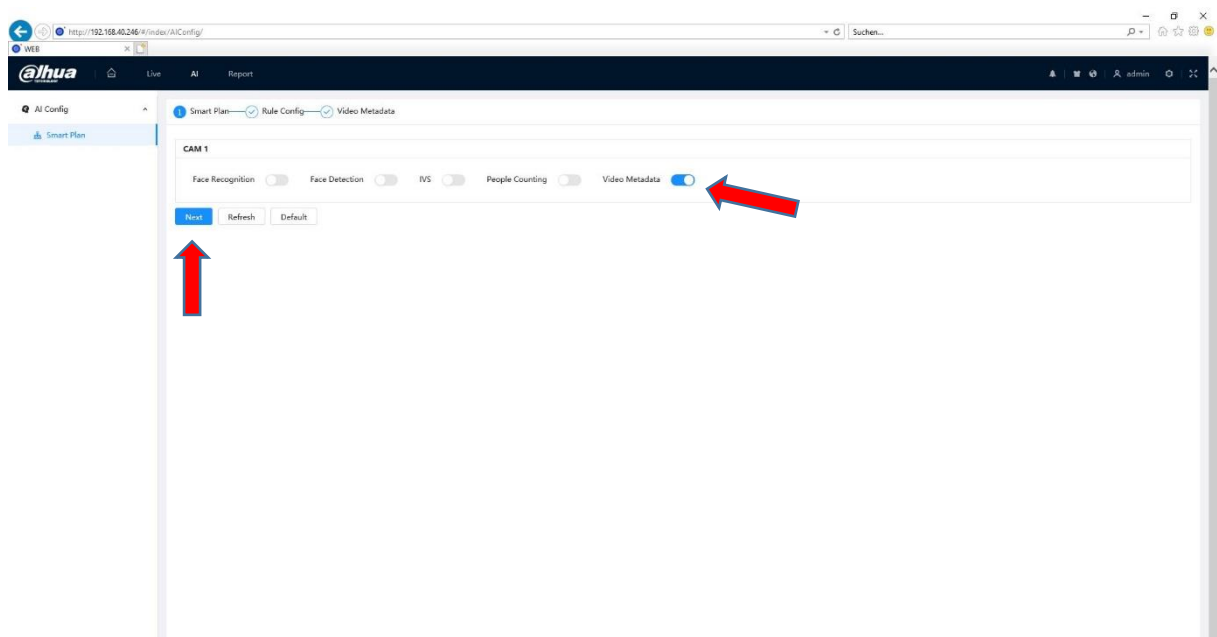 http://192.168.40.246/#/index/AIConfig/
Suchen...
WEB
alhua
TECHNOLOGY
Live
AI
Report
admin
AI Config
1 Smart Plan
Rule Config
Video Metadata
Smart Plan
CAM 1
Face Recognition
Face Detection
IVS
People Counting
Video Metadata
Next
Refresh
Default